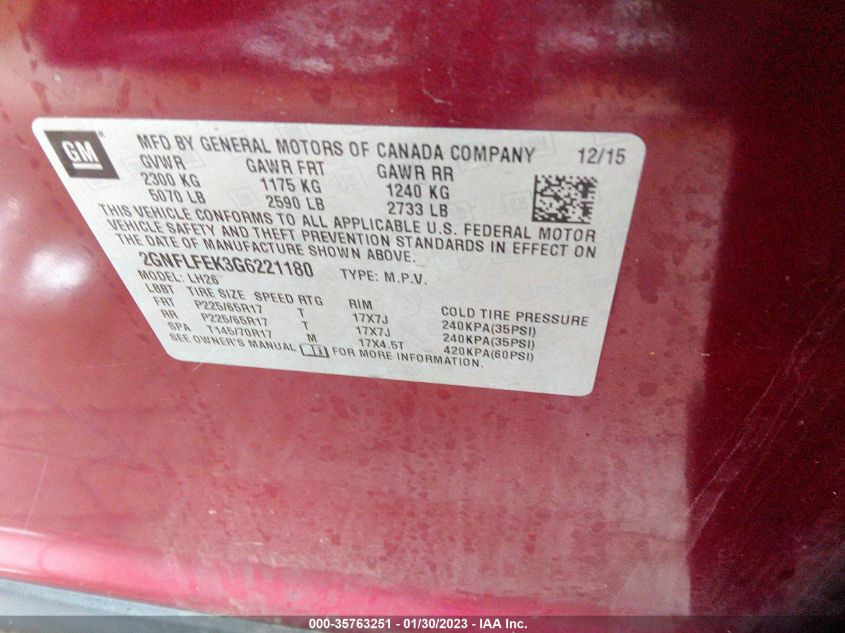 GM
MFD BY GENERAL MOTORS OF CANADA COMPANY 12/15
GVWR GAWR FRT GAWR RR
2300 KG 1175 KG 1240 KG
5070 LB 2590 LB 2733 LB
THIS VEHICLE CONFORMS TO ALL APPLICABLE U.S. FEDERAL MOTOR
VEHICLE SAFETY AND THEFT PREVENTION STANDARDS IN EFFECT ON
THE DATE OF MANUFACTURE SHOWN ABOVE.
2GNFLFEK3G6221180 TYPE: M.P.V.
MODEL: LH26
LBBT TIRE SIZE SPEED RTG RIM COLD TIRE PRESSURE
FRT P225/65R17 T 17X7J 240KPA(35PSI)
RR P225/65R17 T 17X7J 240KPA(35PSI)
SPA T145/70R17 M 17X4.5T 420KPA(60PSI)
SEE OWNER'S MANUAL FOR MORE INFORMATION.
000-35763251 / 01/30/2023 - IAA Inc.